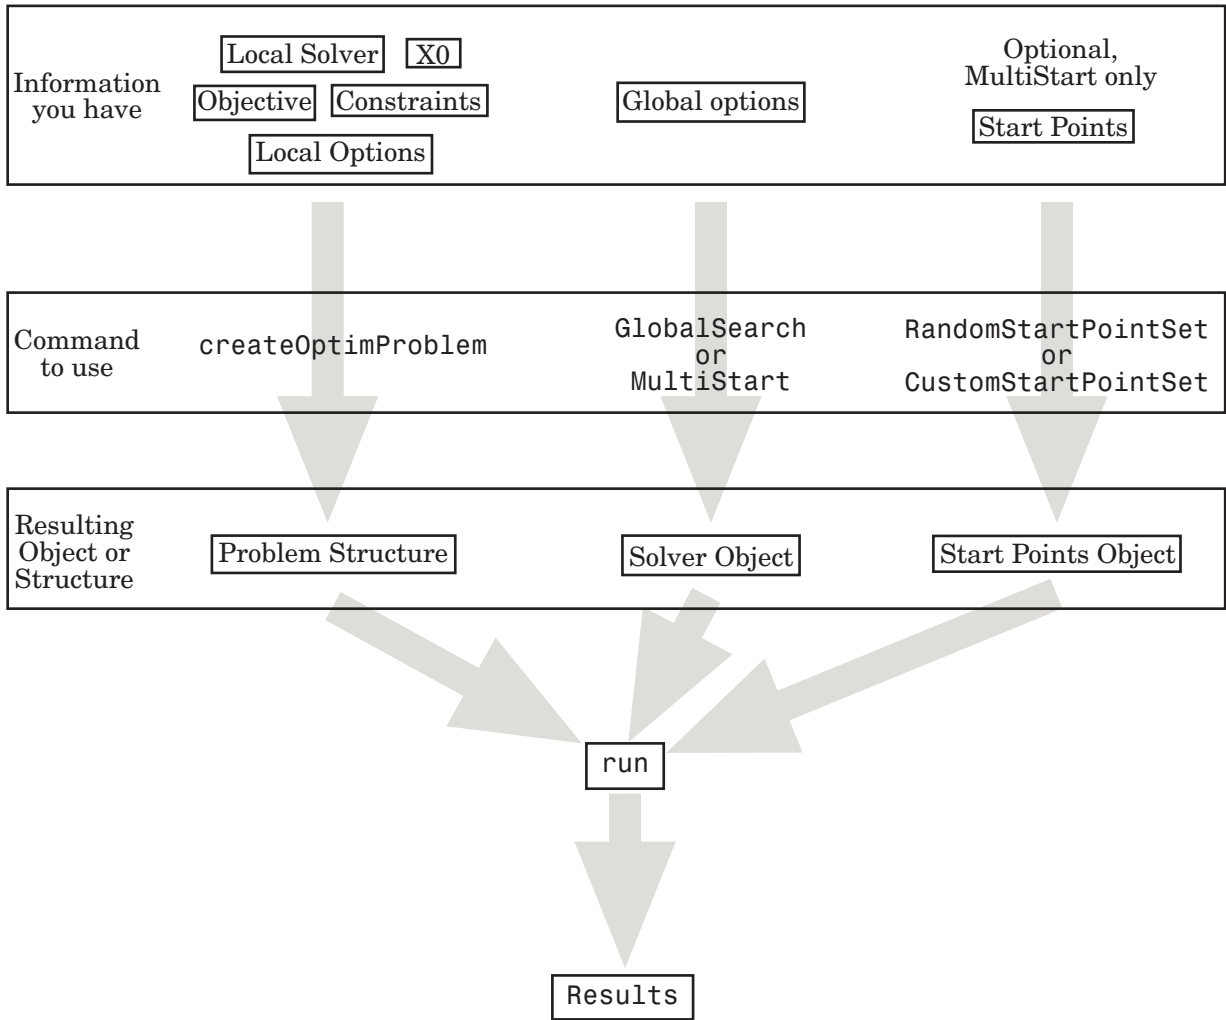 Information
you have
Local Solver
X0
Objective
Constraints
Local Options
Global options
Optional,
MultiStart only
Start Points
Command
to use
createOptimProblem
GlobalSearch
or
MultiStart
RandomStartPointSet
or
CustomStartPointSet
Resulting
Object or
Structure
Problem Structure
Solver Object
Start Points Object
run
Results